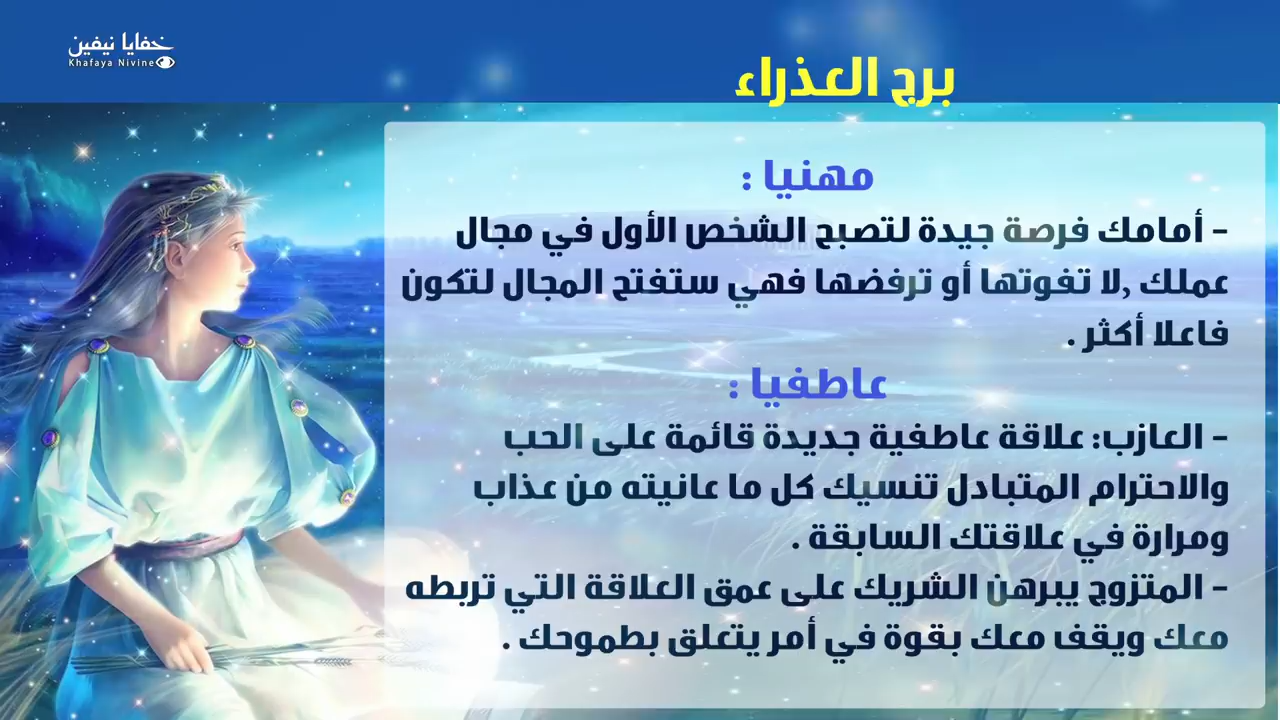 خفايا نيفين
Khafaya Nivine
برج العذراء
مهنيا :
- أمامك فرصة جيدة لتصبح الشخص الأول في مجال
عملك ,لا تفوتها أو ترفضها فهي ستفتح المجال لتكون
فاعلا أكثر .
عاطفيا :
- العازب: علاقة عاطفية جديدة قائمة على الحب
والاحترام المتبادل تنسيك كل ما عانيته من عذاب
ومرارة في علاقتك السابقة .
- المتزوج يبرهن الشريك على عمق العلاقة التي تربطه
معك ويقف معك بقوة في أمر يتعلق بطموحك .